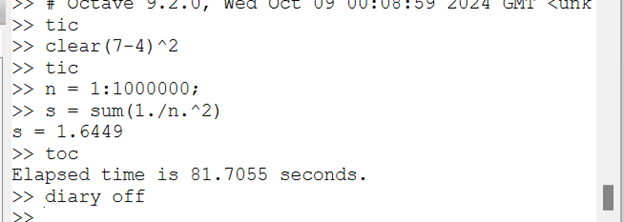 >> # Octave 9.2.0, Wed Oct 09 00:08:59 2024 GMT <unk
>> tic
>> clear(7-4)^2
>> tic
>> n = 1:1000000;
>> s = sum(1./n.^2)
s = 1.6449
>> toc
Elapsed time is 81.7055 seconds.
>> diary off
>>